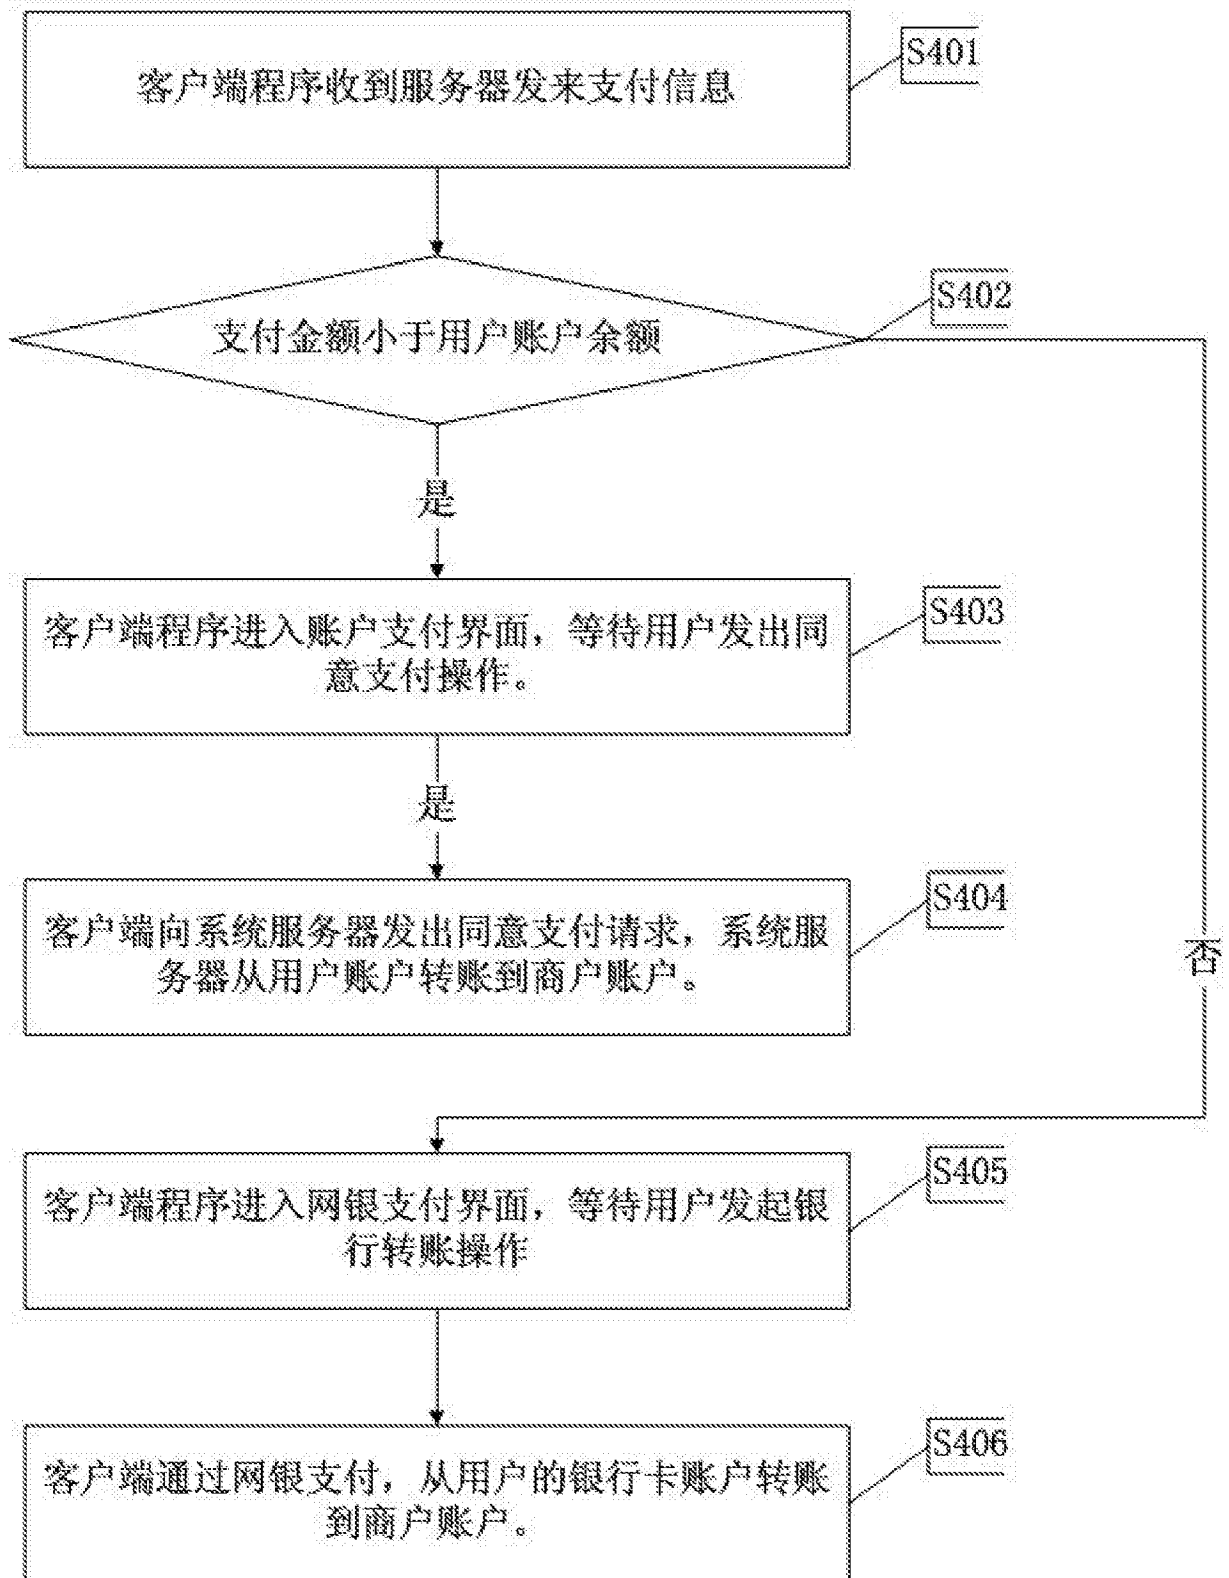 客户端程序收到服务器发来支付信息
S401
支付金额小于用户账户余额
S402
是
客户端程序进入账户支付界面，等待用户发出同
意支付操作。
S403
是
客户端向系统服务器发出同意支付请求，系统服
务器从用户账户转账到商户账户。
S404
否
客户端程序进入网银支付界面，等待用户发起银
行转账操作
S405
客户端通过网银支付，从用户的银行卡账户转账
到商户账户。
S406